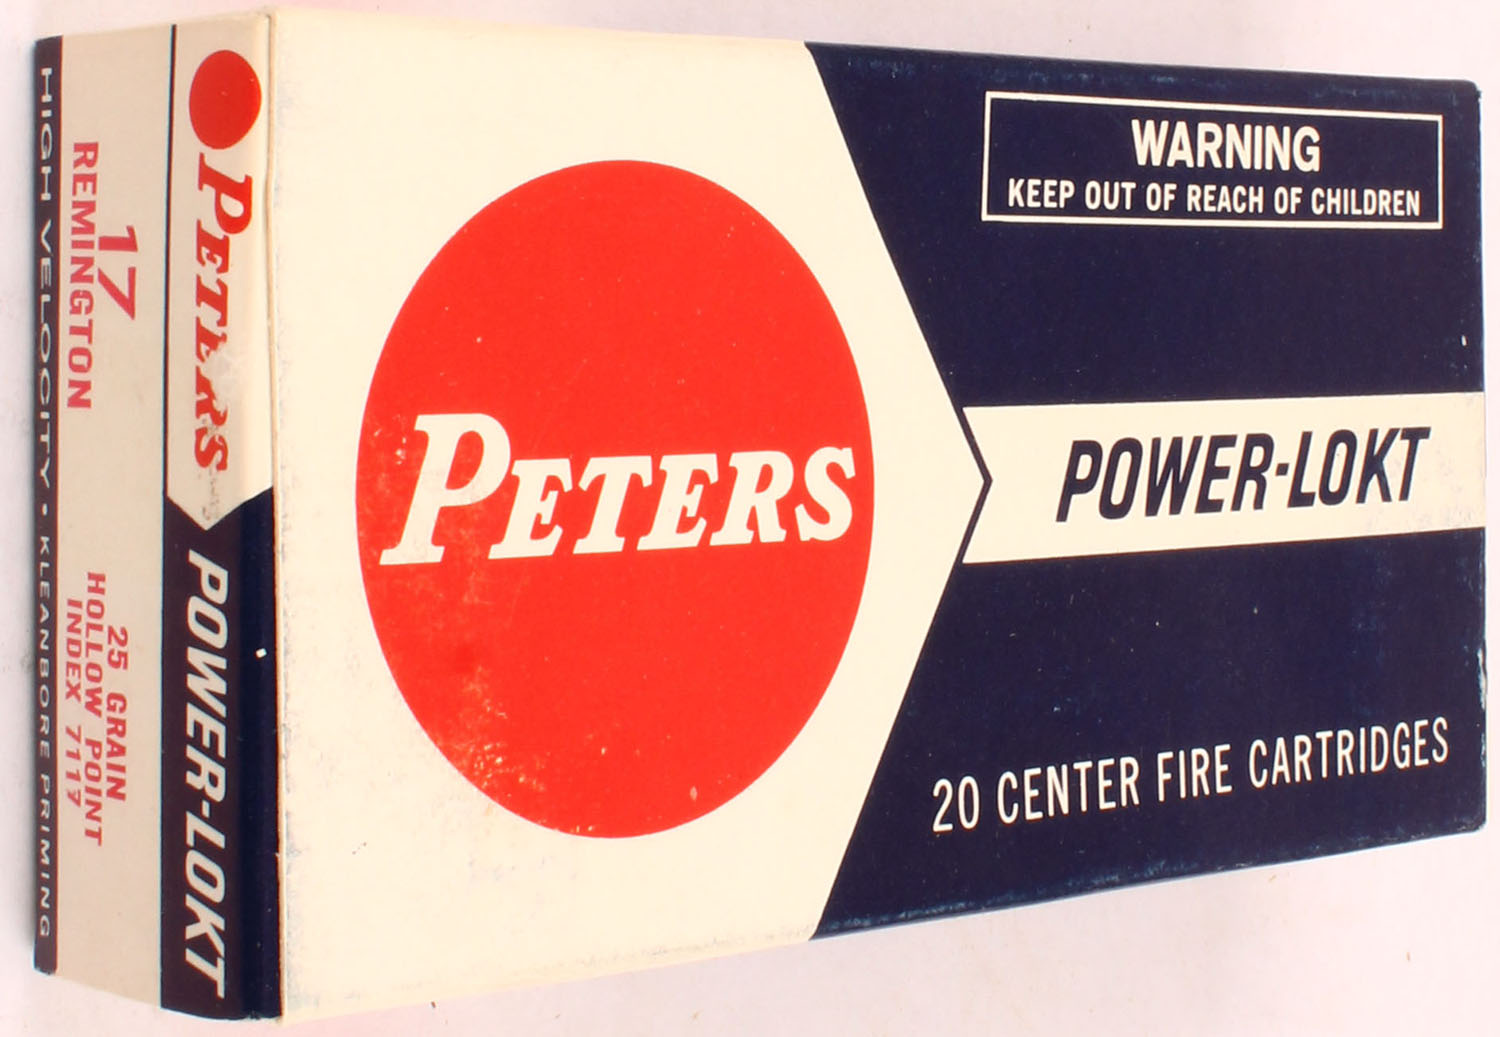 WARNING
KEEP OUT OF REACH OF CHILDREN
PETERS
POWER-LOKT
20 CENTER FIRE CARTRIDGES
PETERS
POWER-LOKT
17
REMINGTON
25 GRAIN
HOLLOW POINT
INDEX 7117
HIGH VELOCITY • KLEANBORE PRIMING